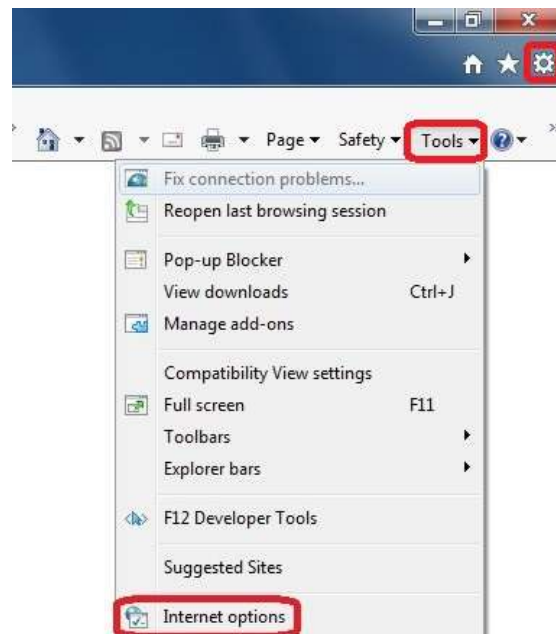 Page Safety Tools
Fix connection problems...
Reopen last browsing session
Pop-up Blocker
View downloads Ctrl+J
Manage add-ons
Compatibility View settings
Full screen F11
Toolbars
Explorer bars
F12 Developer Tools
Suggested Sites
Internet options